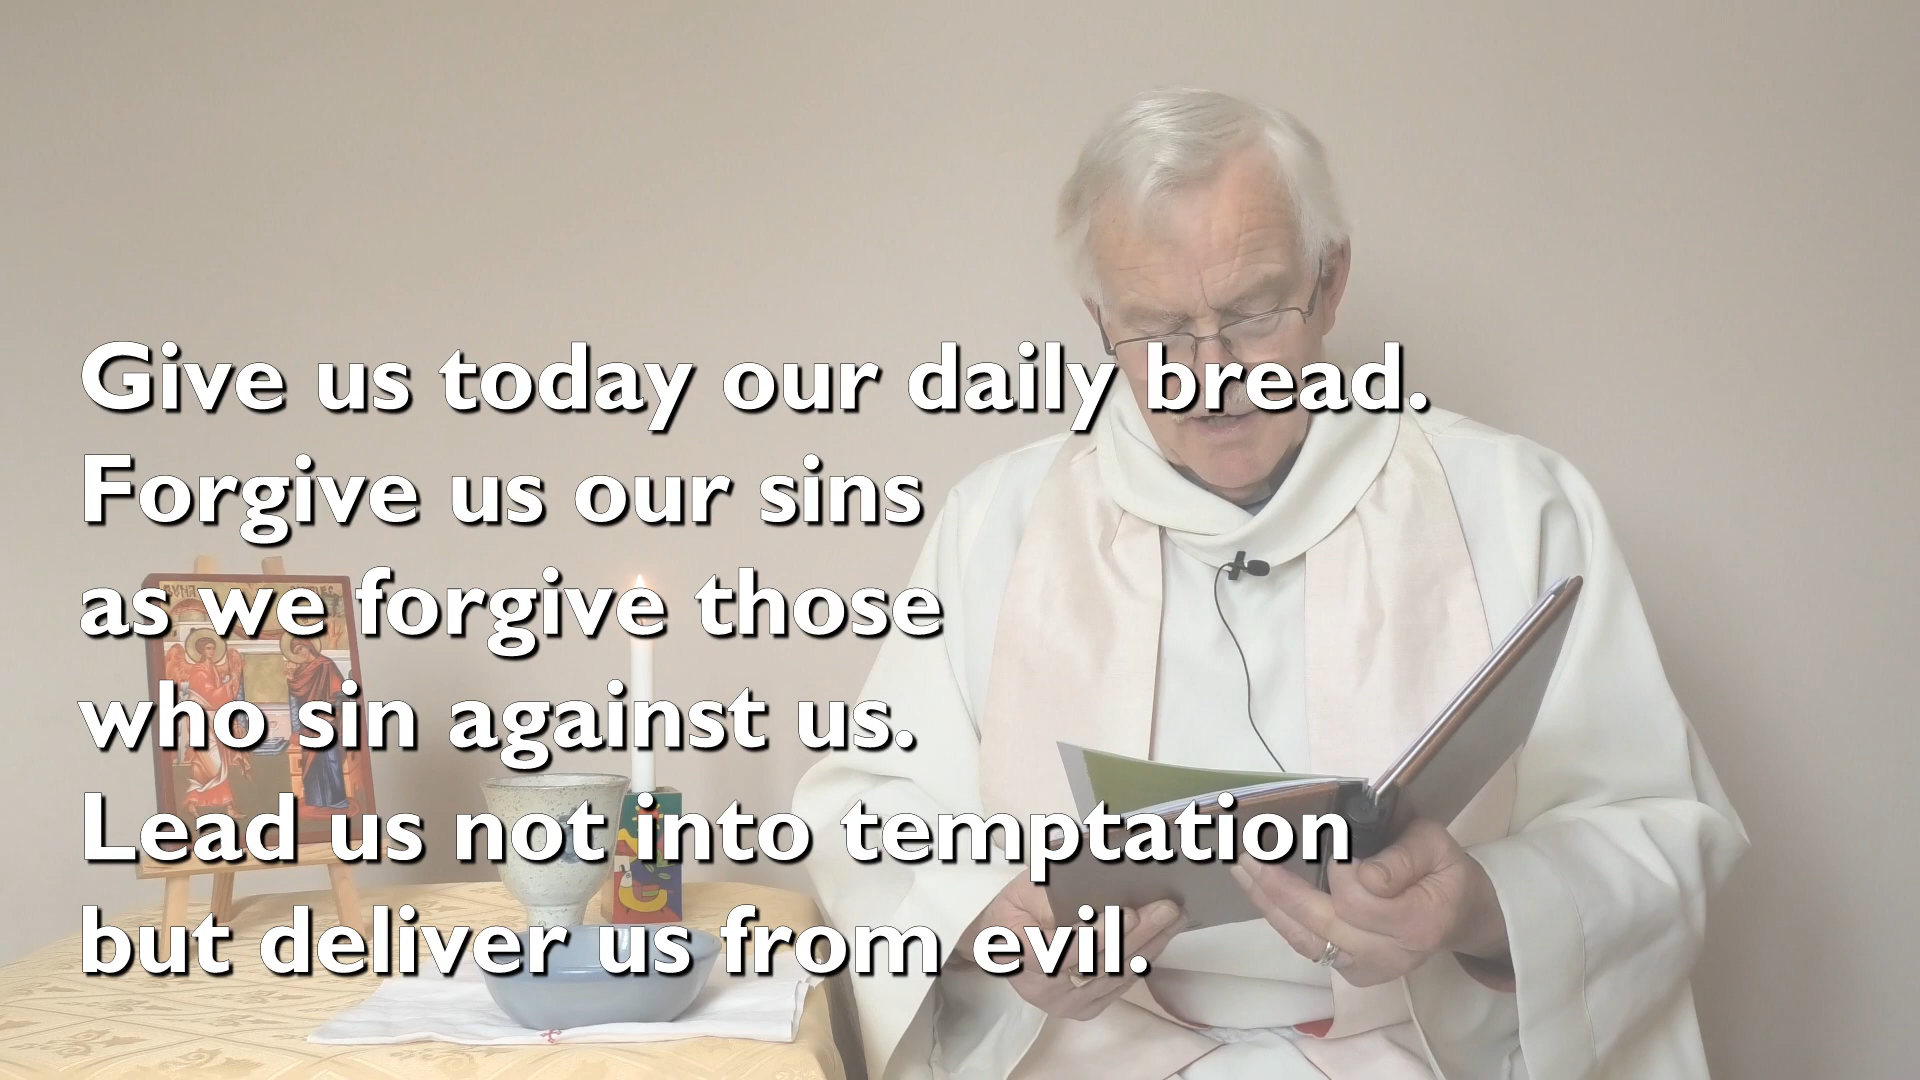 Give us today our daily bread.
Forgive us our sins
as we forgive those
who sin against us.
Lead us not into temptation
but deliver us from evil.